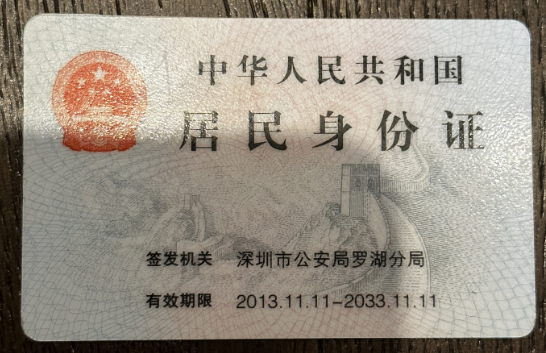 中华人民共和国
居民身份证
签发机关 深圳市公安局罗湖分局
有效期限 2013.11.11-2033.11.11